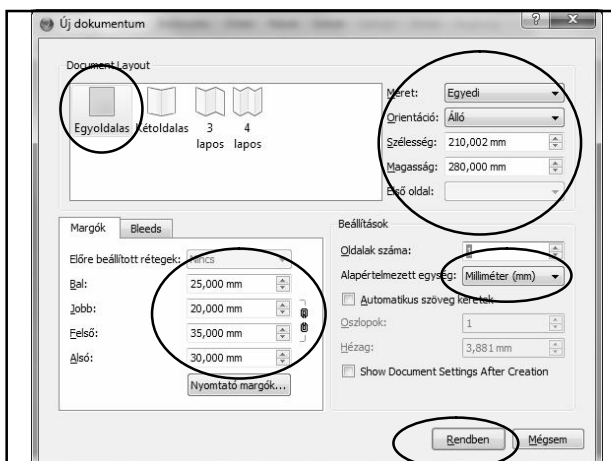 Új dokumentum
Document Layout
Egyoldalas
Kétoldalas
3 lapos
4 lapos
Méret: Egyedi
Orientáció: Álló
Szélesség: 210,002 mm
Magasság: 280,000 mm
Első oldal:
Margók
Bleeds
Előre beállított rétegek: Nincs
Bal: 25,000 mm
Jobb: 20,000 mm
Felső: 35,000 mm
Alsó: 30,000 mm
Nyomtató margók...
Beállítások
Oldalak száma:
Alapértelmezett egység: Milliméter (mm)
Automatikus szöveg keretek
Oszlopok: 1
Hézag: 3,881 mm
Show Document Settings After Creation
Rendben
Mégsem